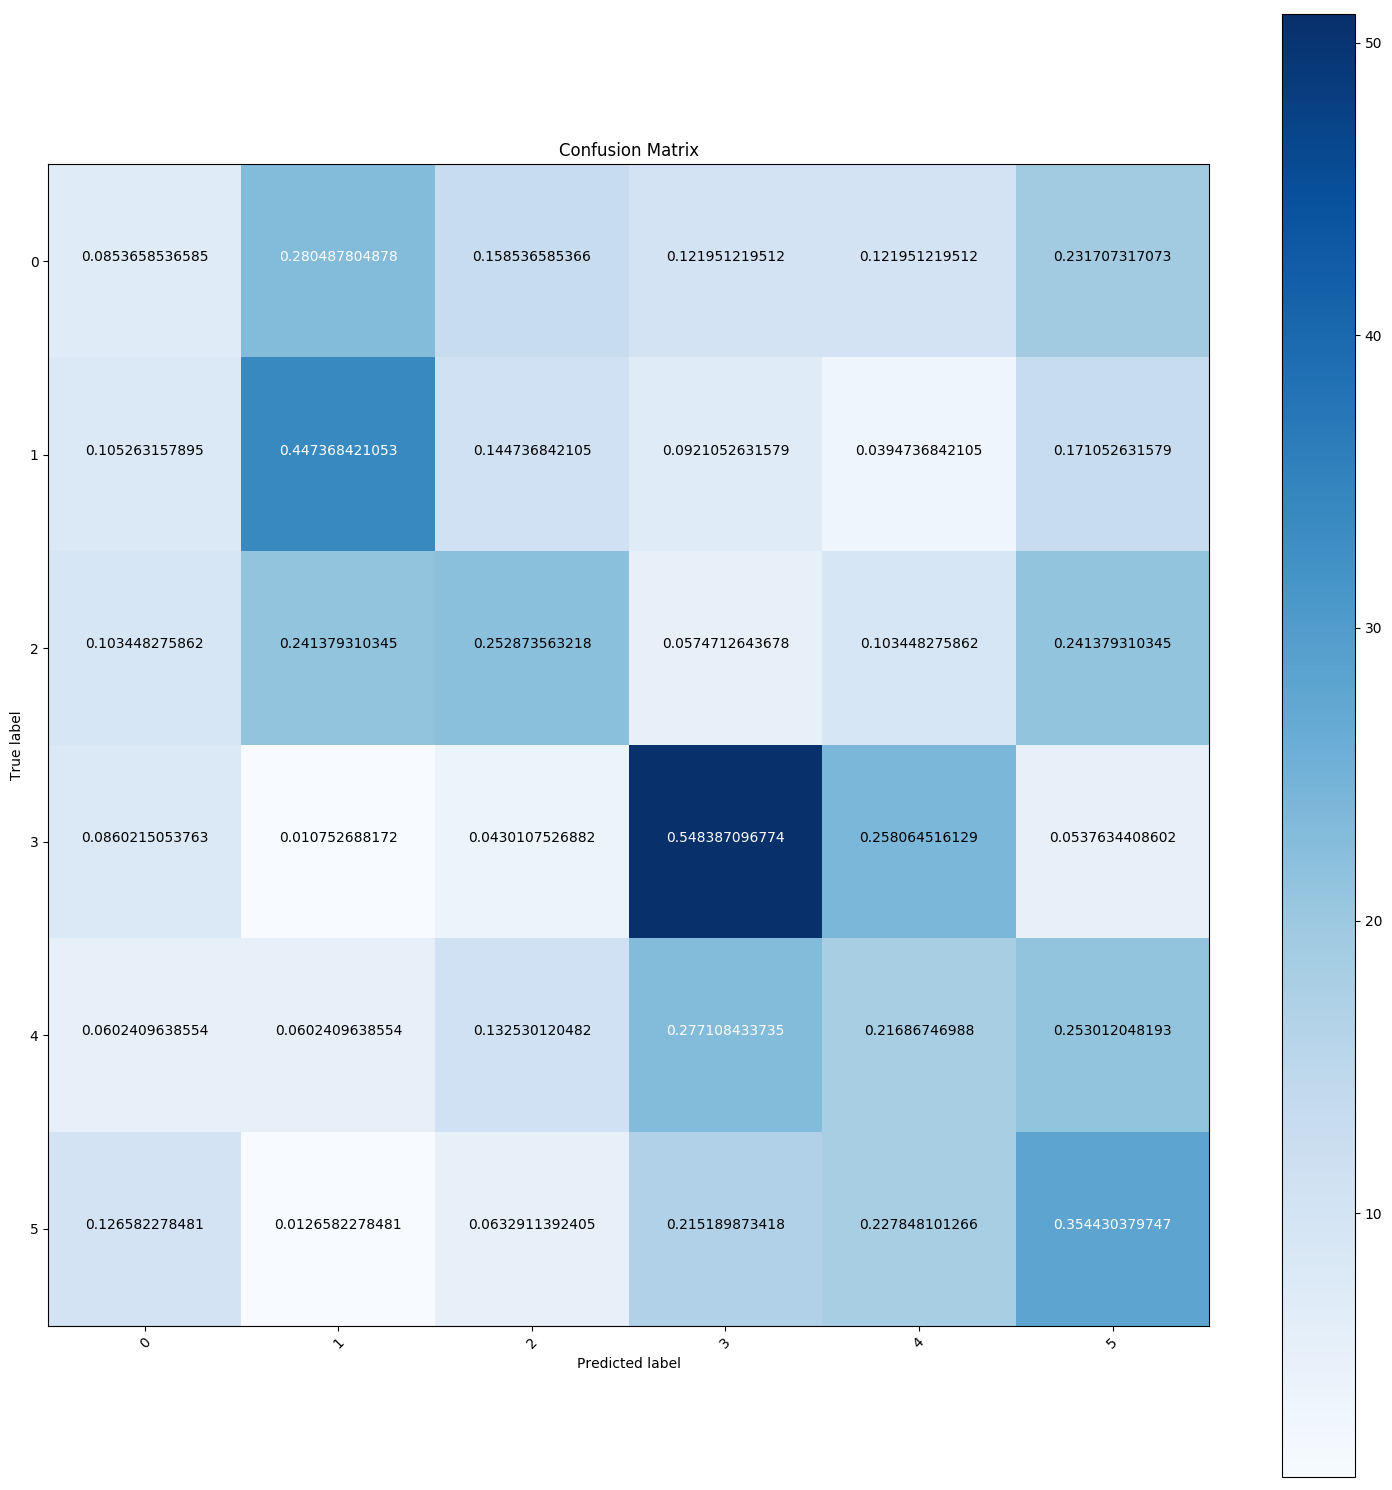 Confusion Matrix
0 0.0853658536585 0.280487804878 0.158536585366 0.121951219512 0.121951219512 0.231707317073
1 0.105263157895 0.447368421053 0.144736842105 0.0921052631579 0.0394736842105 0.171052631579
2 0.103448275862 0.241379310345 0.252873563218 0.0574712643678 0.103448275862 0.241379310345
True label
3 0.0860215053763 0.010752688172 0.0430107526882 0.548387096774 0.258064516129 0.0537634408602
4 0.0602409638554 0.0602409638554 0.132530120482 0.277108433735 0.21686746988 0.253012048193
5 0.126582278481 0.0126582278481 0.0632911392405 0.215189873418 0.227848101266 0.354430379747
0 1 2 3 4 5
Predicted label
50
40
30
20
10